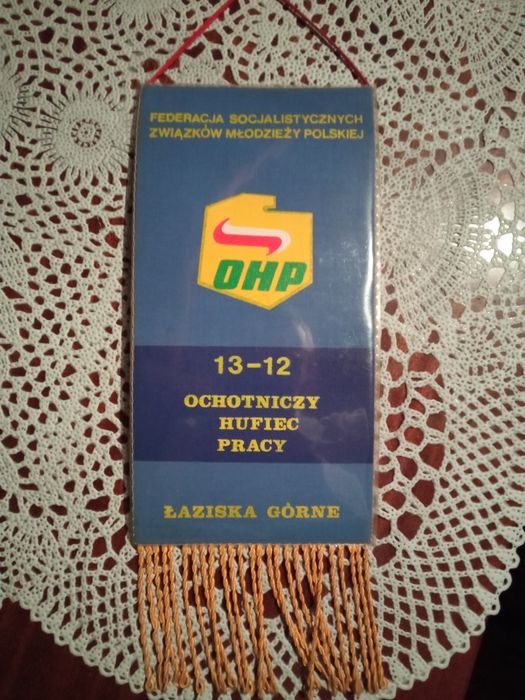 FEDERACJA SOCJALISTYCZNYCH
ZWIĄZKÓW MŁODZIEŻY POLSKIEJ
OHP
13-12
OCHOTNICZY
HUFIEC
PRACY
ŁAZISKA GÓRNE